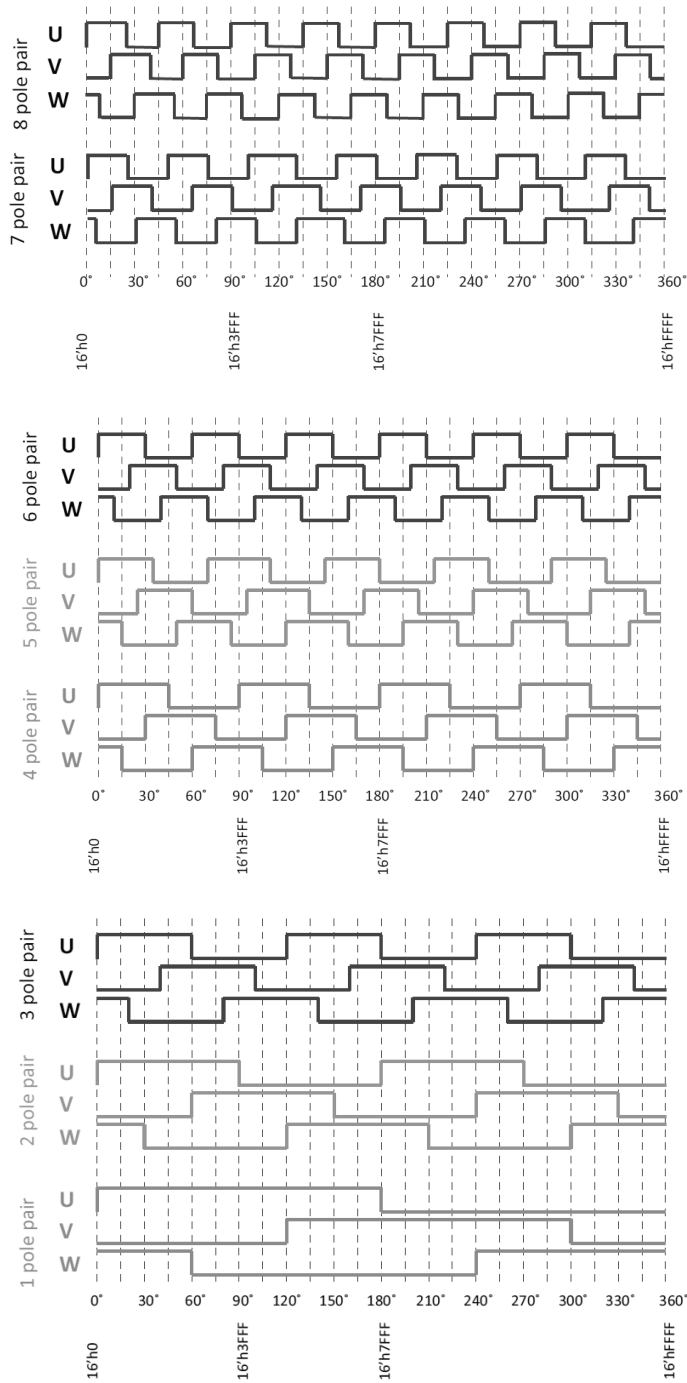 8 pole pair
U
V
W
7 pole pair
U
V
W
0° 30° 60° 90° 120° 150° 180° 210° 240° 270° 300° 330° 360°
16'h0 16'h3FFF 16'h7FFF 16'hFFFF
6 pole pair
U
V
W
5 pole pair
U
V
W
4 pole pair
U
V
W
0° 30° 60° 90° 120° 150° 180° 210° 240° 270° 300° 330° 360°
16'h0 16'h3FFF 16'h7FFF 16'hFFFF
3 pole pair
U
V
W
2 pole pair
U
V
W
1 pole pair
U
V
W
0° 30° 60° 90° 120° 150° 180° 210° 240° 270° 300° 330° 360°
16'h0 16'h3FFF 16'h7FFF 16'hFFFF